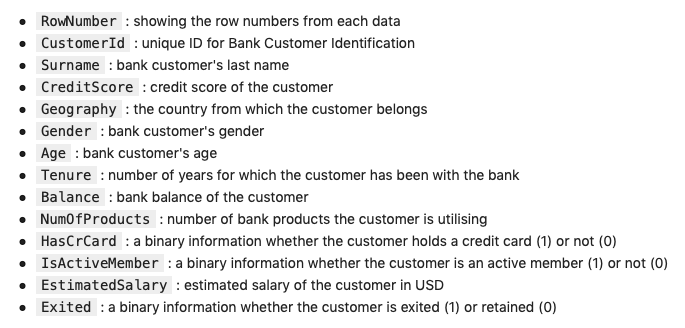 • RowNumber : showing the row numbers from each data
• CustomerId : unique ID for Bank Customer Identification
• Surname : bank customer's last name
• CreditScore : credit score of the customer
• Geography : the country from which the customer belongs
• Gender : bank customer's gender
• Age : bank customer's age
• Tenure : number of years for which the customer has been with the bank
• Balance : bank balance of the customer
• NumOfProducts : number of bank products the customer is utilising
• HasCrCard : a binary information whether the customer holds a credit card (1) or not (0)
• IsActiveMember : a binary information whether the customer is an active member (1) or not (0)
• EstimatedSalary : estimated salary of the customer in USD
• Exited : a binary information whether the customer is exited (1) or retained (0)